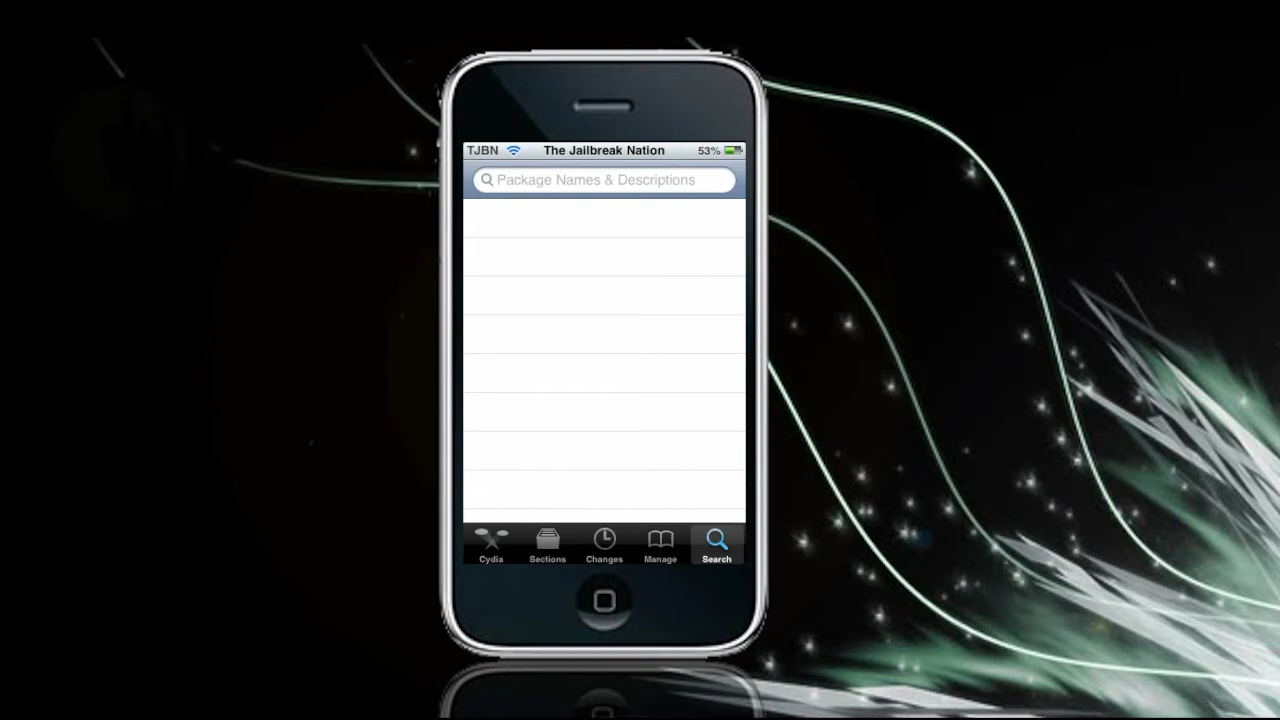 TJBN The Jailbreak Nation 53%
Package Names & Descriptions
Cydia Sections Changes Manage Search